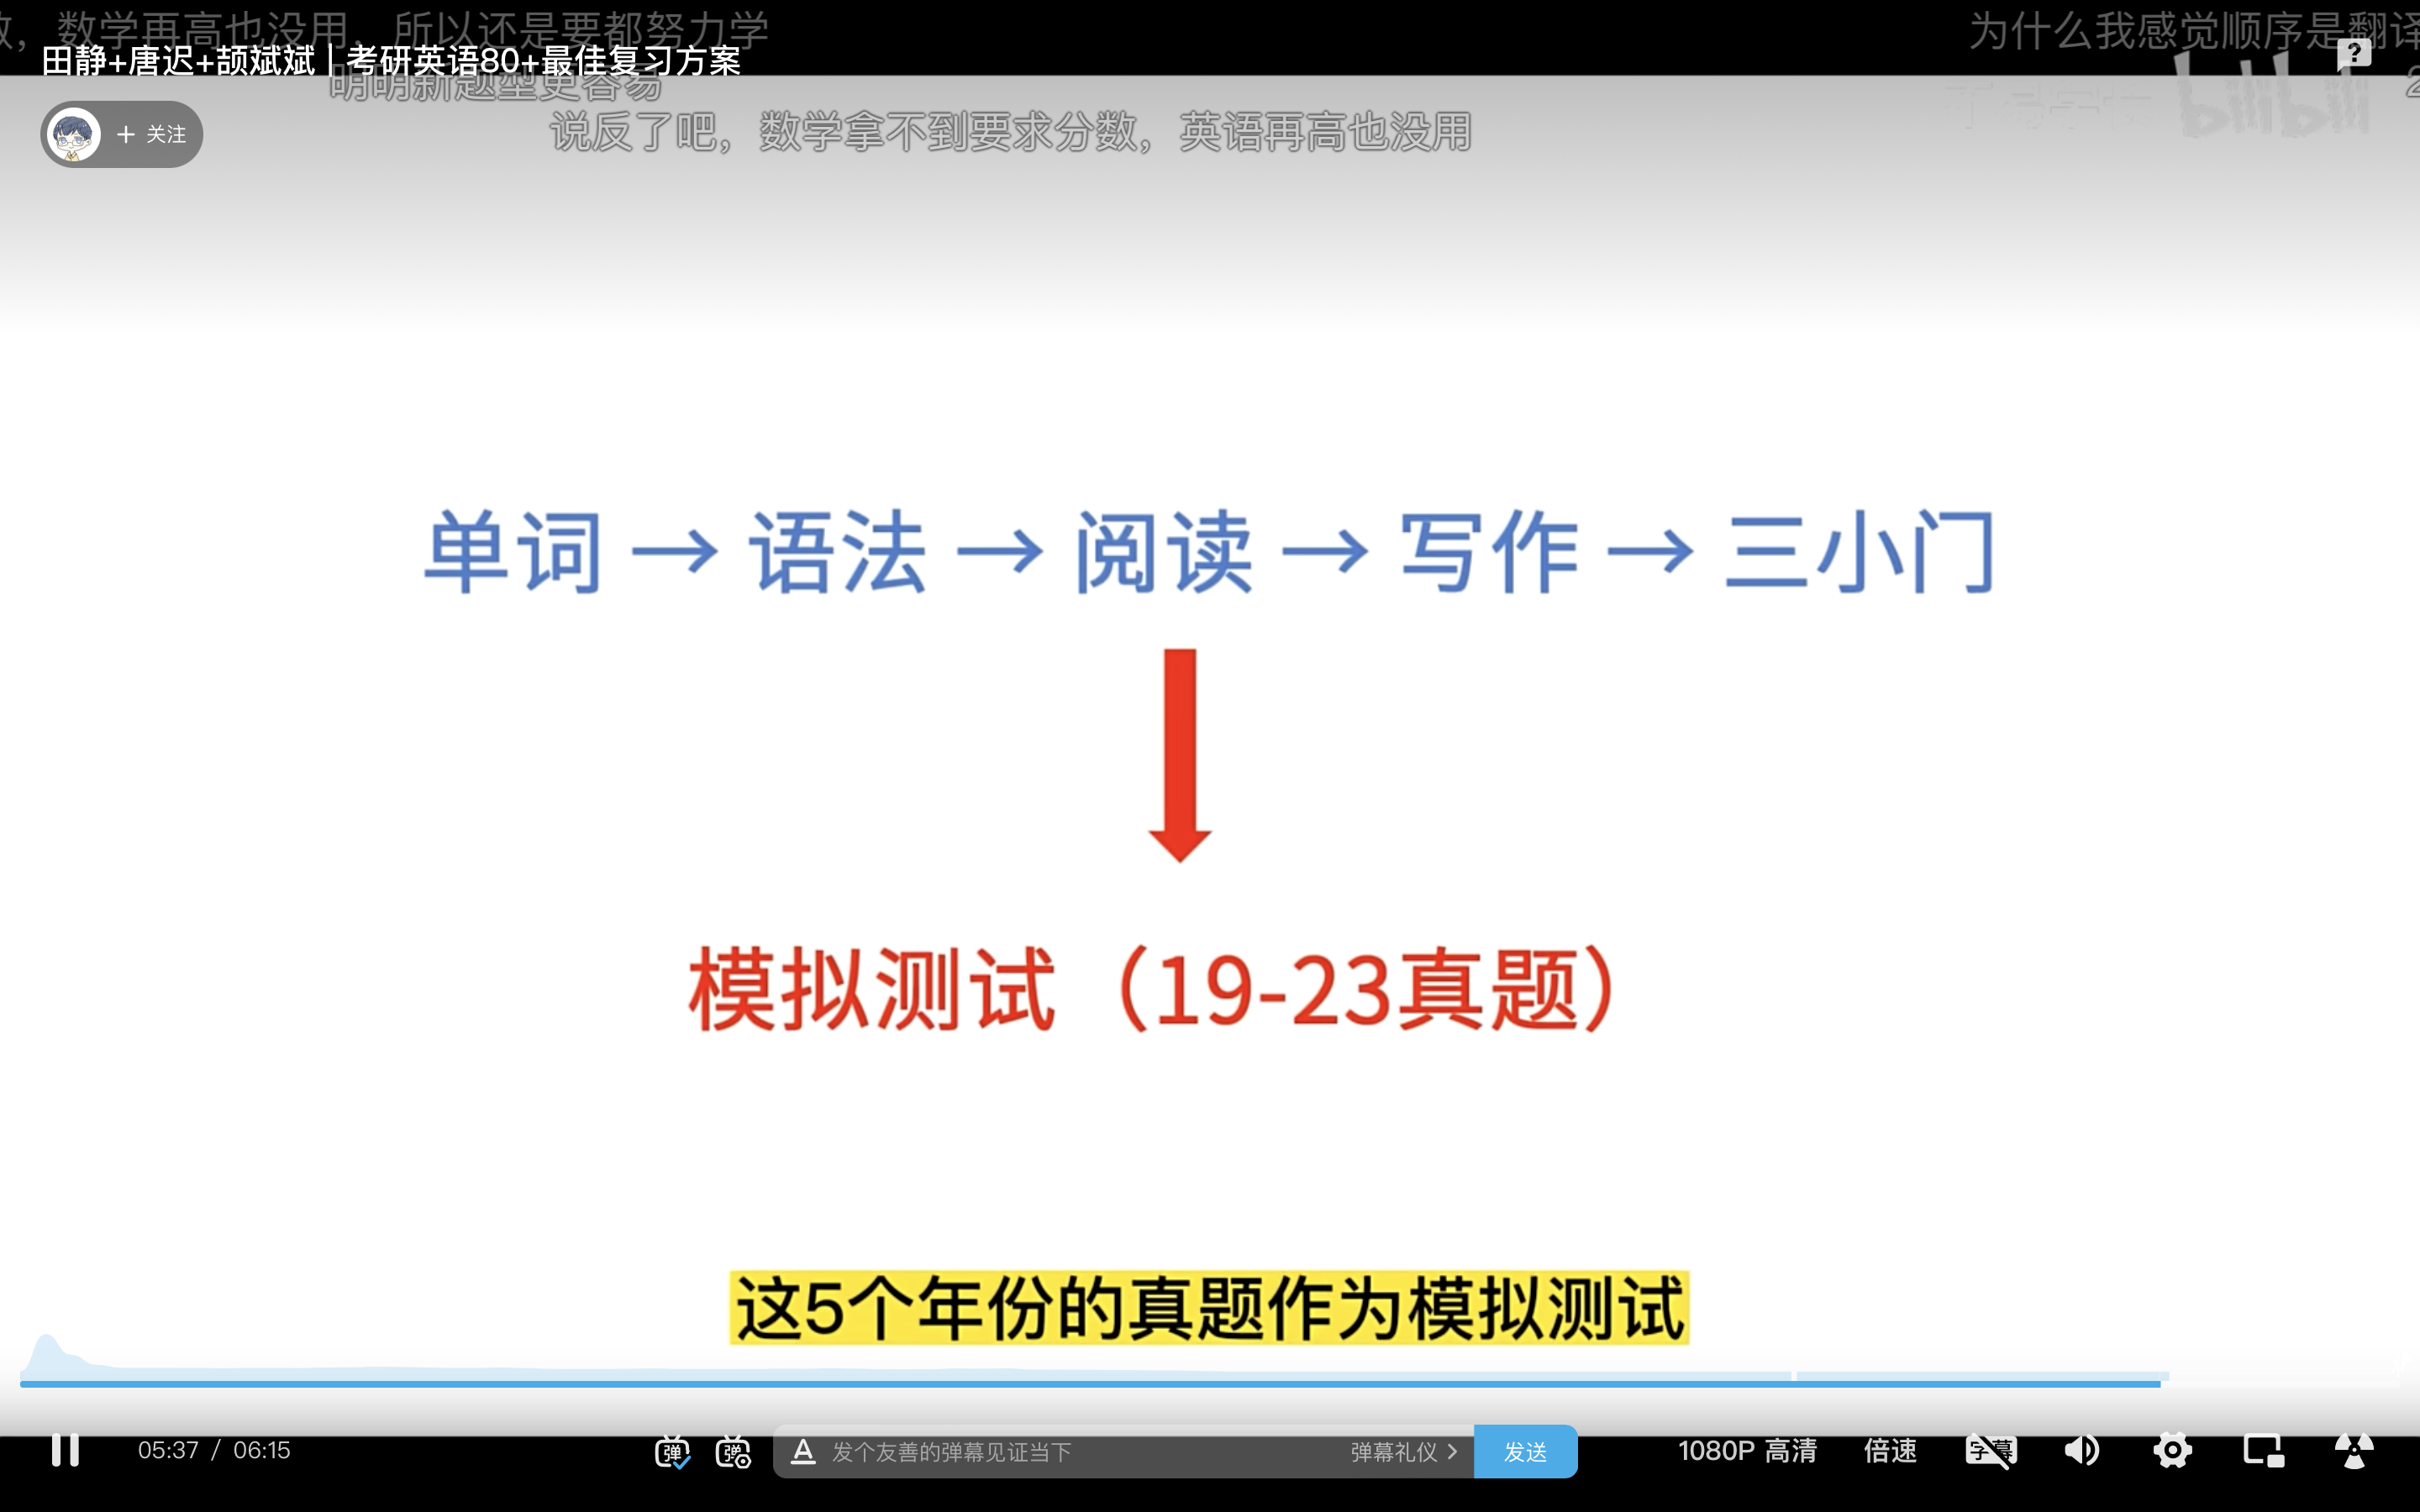 数，数学再高也没用，所以还是要都努力学
为什么我感觉顺序是翻译
田静+唐迟+颉斌斌｜考研英语80+最佳复习方案
明明新题型更容易
bilibili
+ 关注
说反了吧，数学拿不到要求分数，英语再高也没用
单词→语法→阅读→写作→三小门
模拟测试（19-23真题）
这5个年份的真题作为模拟测试
05:37 / 06:15
弹
弹
A
发个友善的弹幕见证当下
弹幕礼仪 >
发送
1080P 高清
倍速
字幕